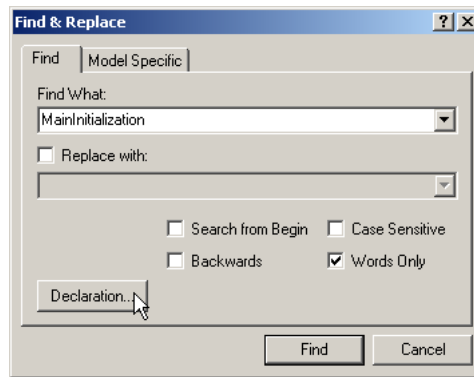 Find & Replace
Find Model Specific
Find What:
MainInitialization
Replace with:
Search from Begin Case Sensitive
Backwards Words Only
Declaration...
Find Cancel